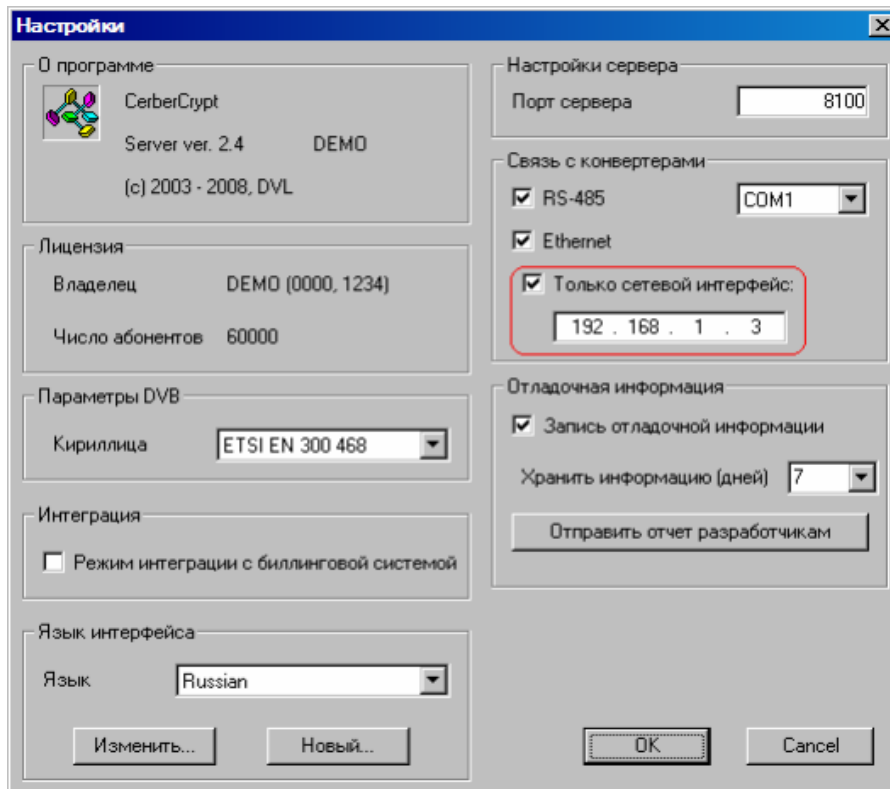 Настройки
О программе
CerberCrypt
Server ver. 2.4 DEMO
(c) 2003 - 2008, DVL
Лицензия
Владелец DEMO (0000, 1234)
Число абонентов 60000
Параметры DVB
Кириллица ETSI EN 300 468
Интеграция
Режим интеграции с биллинговой системой
Язык интерфейса
Язык Russian
Изменить... Новый...
Настройки сервера
Порт сервера 8100
Связь с конвертерами
RS-485 COM1
Ethernet
Только сетевой интерфейс:
192 . 168 . 1 . 3
Отладочная информация
Запись отладочной информации
Хранить информацию (дней) 7
Отправить отчет разработчикам
OK Cancel